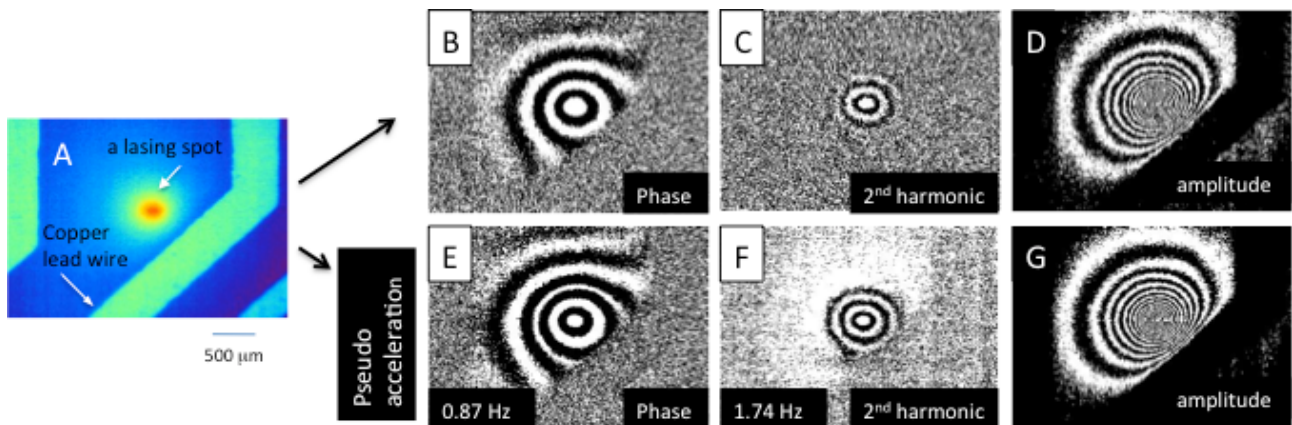 A
a lasing spot
Copper
lead wire
500 μm
Pseudo
acceleration
B
Phase
C
2nd harmonic
D
amplitude
E
0.87 Hz
Phase
F
1.74 Hz
2nd harmonic
G
amplitude